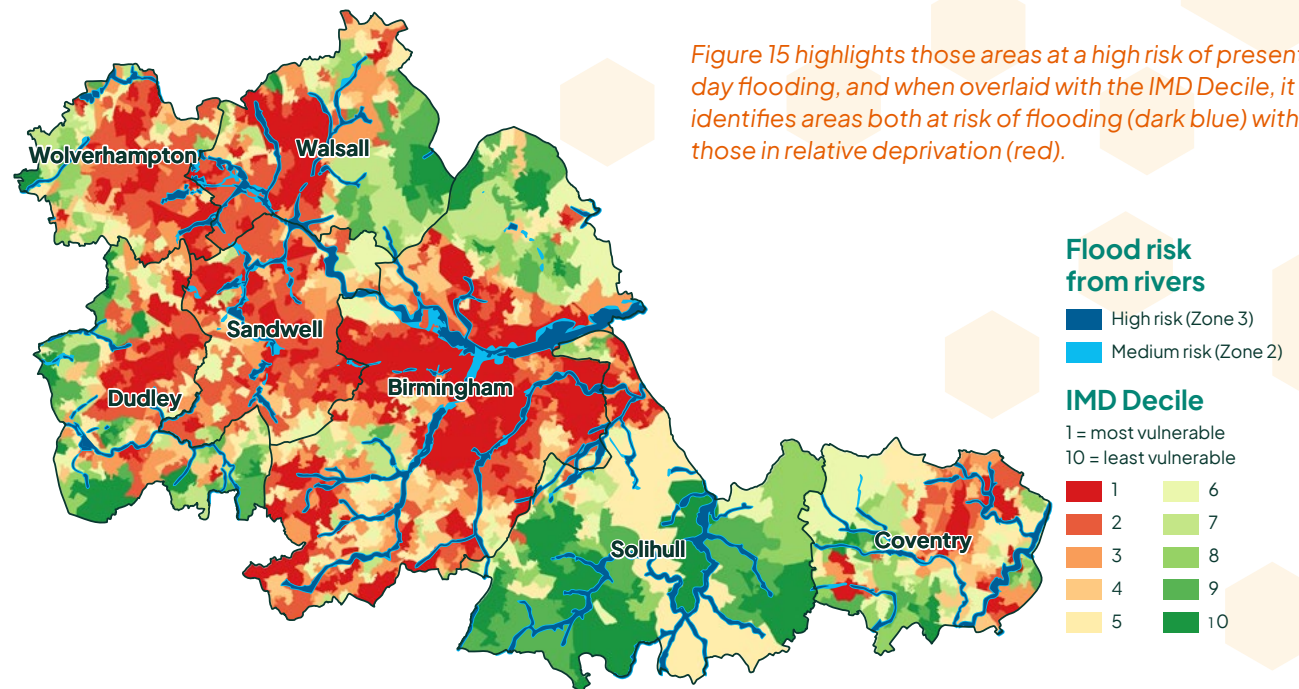 Figure 15 highlights those areas at a high risk of present
day flooding, and when overlaid with the IMD Decile, it
identifies areas both at risk of flooding (dark blue) with
those in relative deprivation (red).
Wolverhampton
Walsall
Sandwell
Dudley
Birmingham
Solihull
Coventry
Flood risk
from rivers
High risk (Zone 3)
Medium risk (Zone 2)
IMD Decile
1 = most vulnerable
10 = least vulnerable
1
2
3
4
5
6
7
8
9
10